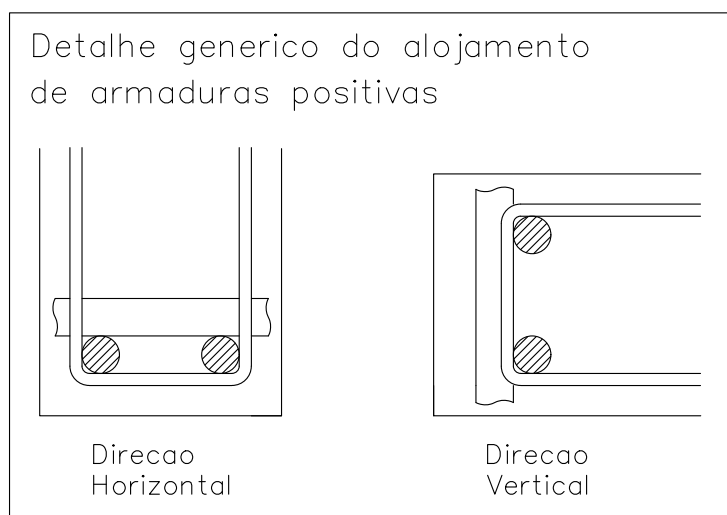 Detalhe generico do alojamento
de armaduras positivas
Direcao
Horizontal
Direcao
Vertical